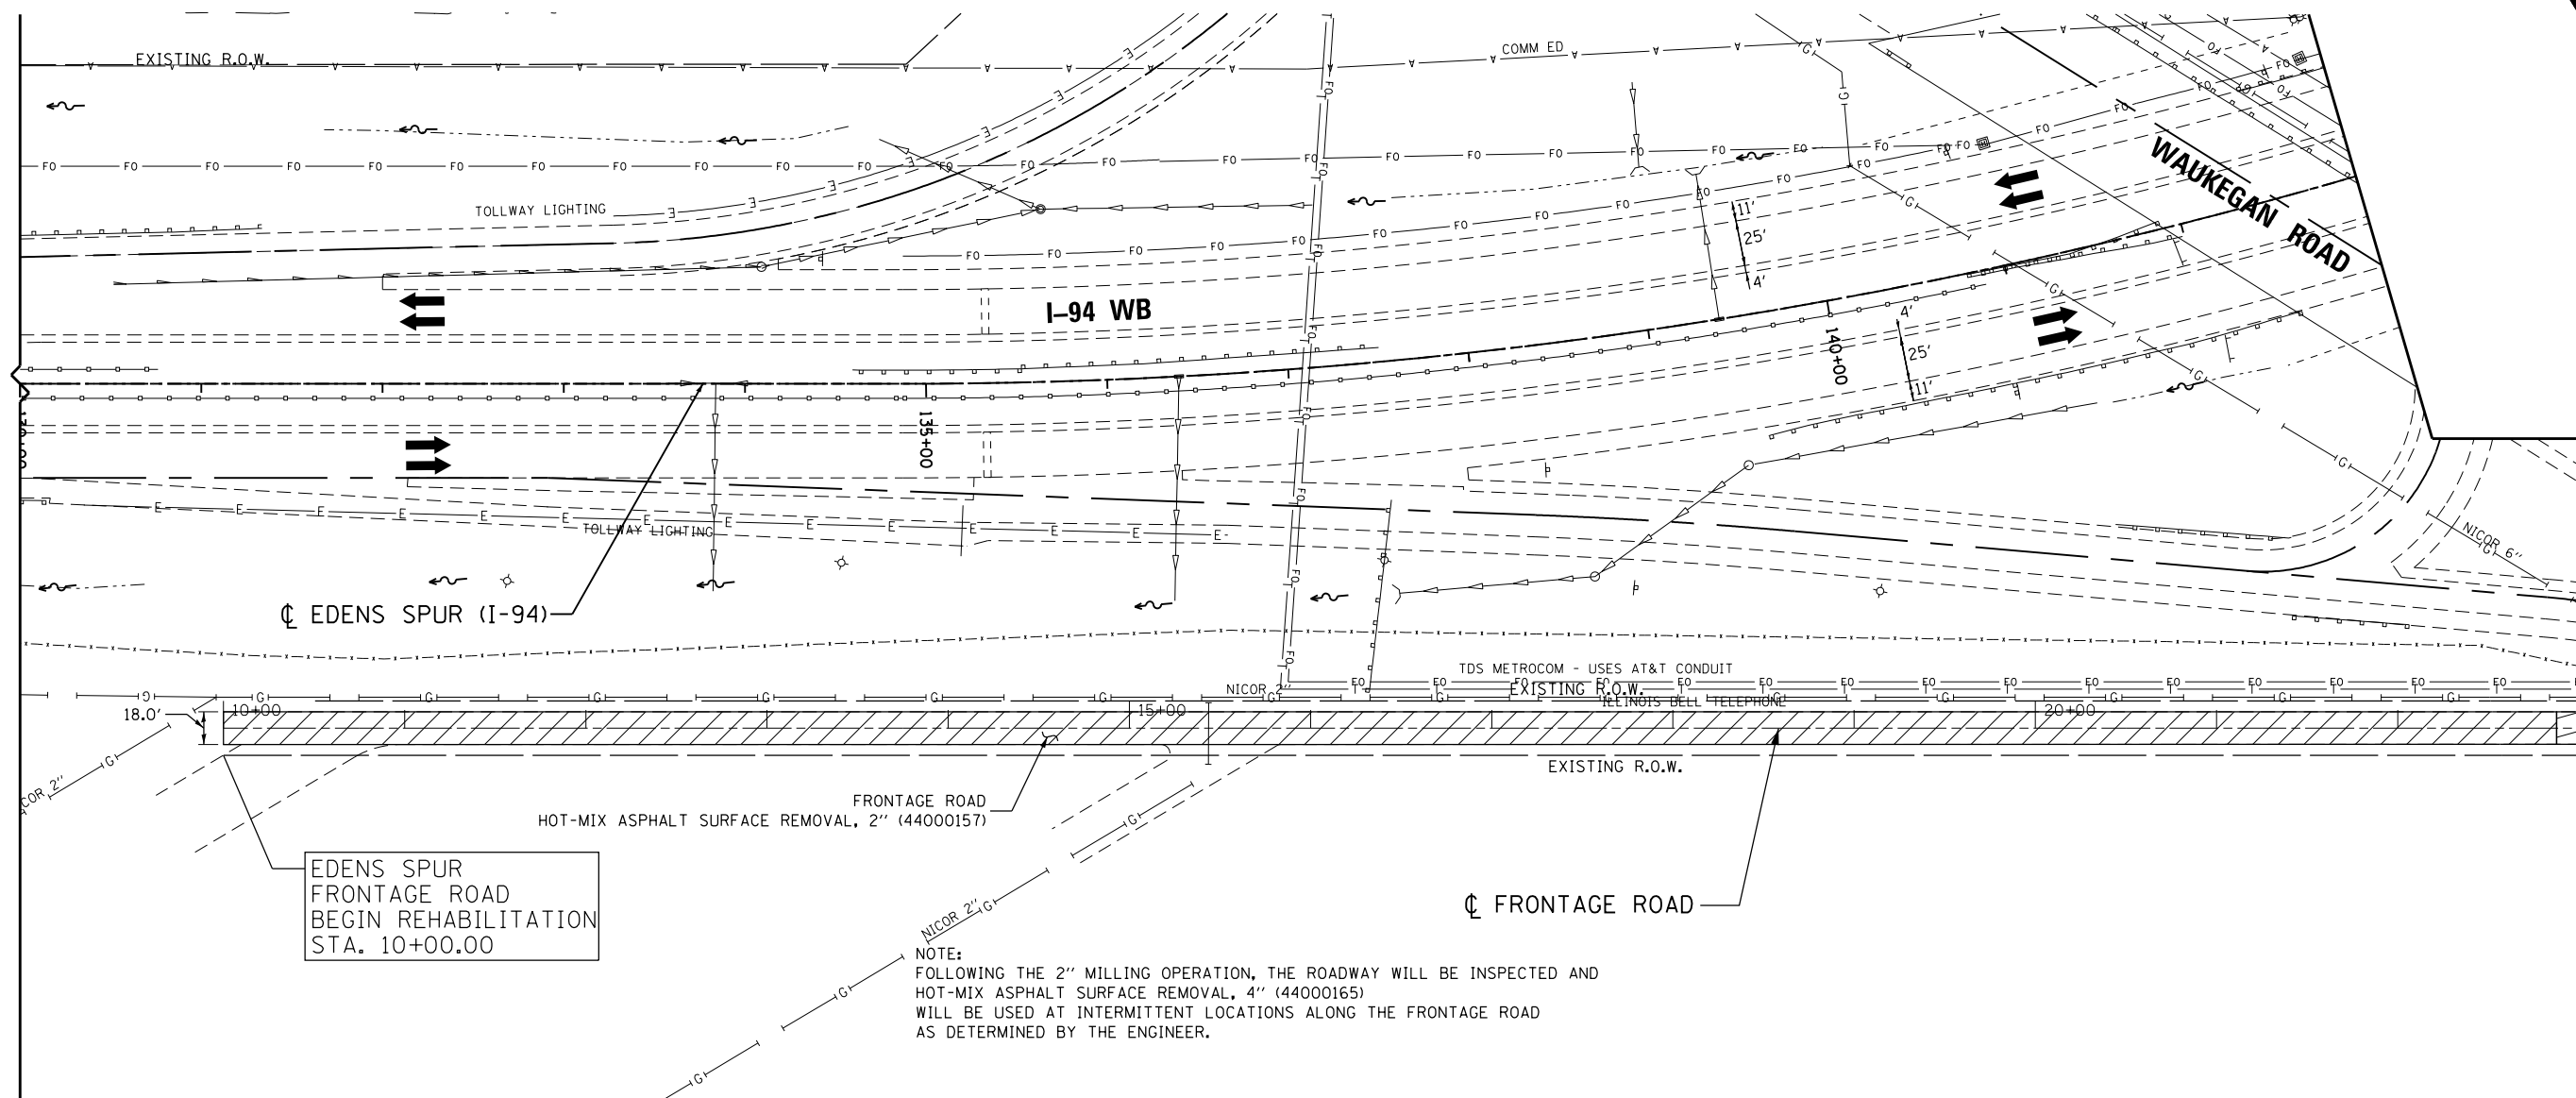 EXISTING R.O.W.
COMM ED
TOLLWAY LIGHTING
WAUKEGAN ROAD
11'
25'
4'
I-94 WB
140+00
4'
25'
11'
135+00
TOLLWAY LIGHTING
NICOR 6"
℄ EDENS SPUR (I-94)
TDS METROCOM - USES AT&T CONDUIT
NICOR 2"
EXISTING R.O.W.
ILLINOIS BELL TELEPHONE
18.0'
10+00
15+00
20+00
EXISTING R.O.W.
COR 2"
FRONTAGE ROAD
HOT-MIX ASPHALT SURFACE REMOVAL, 2" (44000157)
EDENS SPUR
FRONTAGE ROAD
BEGIN REHABILITATION
STA. 10+00.00
℄ FRONTAGE ROAD
NICOR 2"
NOTE:
FOLLOWING THE 2" MILLING OPERATION, THE ROADWAY WILL BE INSPECTED AND
HOT-MIX ASPHALT SURFACE REMOVAL, 4" (44000165)
WILL BE USED AT INTERMITTENT LOCATIONS ALONG THE FRONTAGE ROAD
AS DETERMINED BY THE ENGINEER.